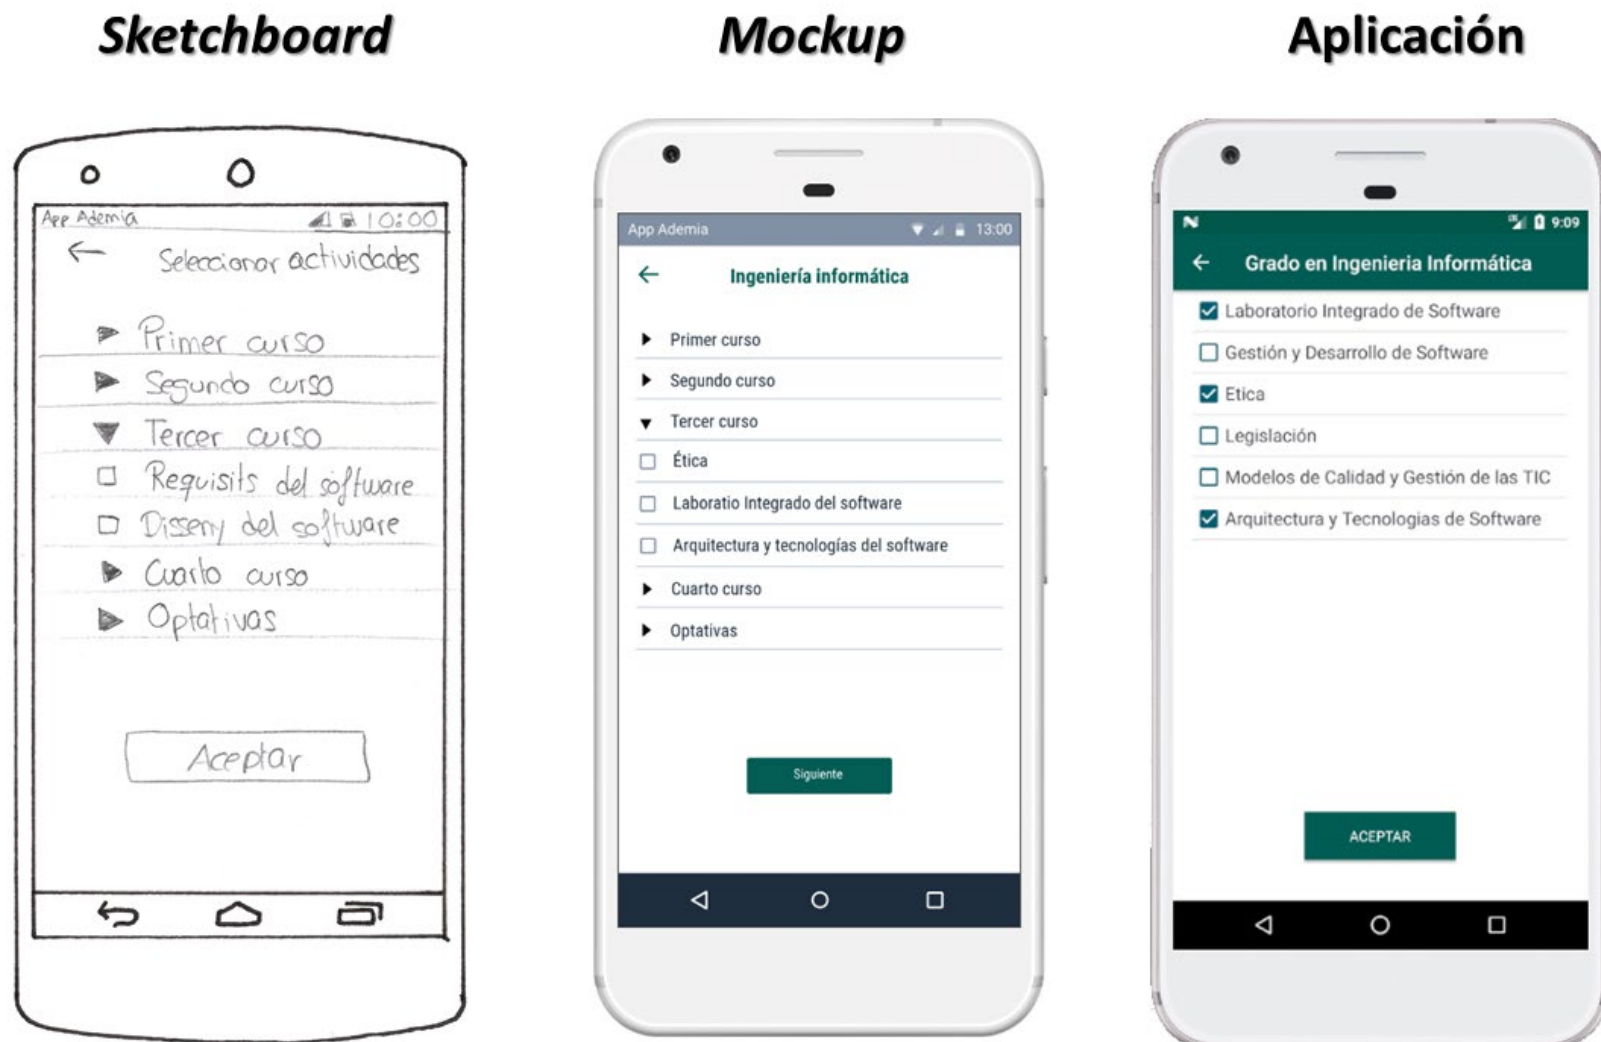 Sketchboard
Mockup
Aplicación
App Ademia
10:00
Seleccionar actividades
Primer curso
Segundo curso
Tercer curso
Requisits del software
Disseny del software
Cuarto curso
Optativas
Aceptar
App Ademia
13:00
Ingeniería informática
Primer curso
Segundo curso
Tercer curso
Ética
Laboratio Integrado del software
Arquitectura y tecnologías del software
Cuarto curso
Optativas
Siguiente
9:09
Grado en Ingenieria Informática
Laboratorio Integrado de Software
Gestión y Desarrollo de Software
Etica
Legislación
Modelos de Calidad y Gestión de las TIC
Arquitectura y Tecnologias de Software
ACEPTAR